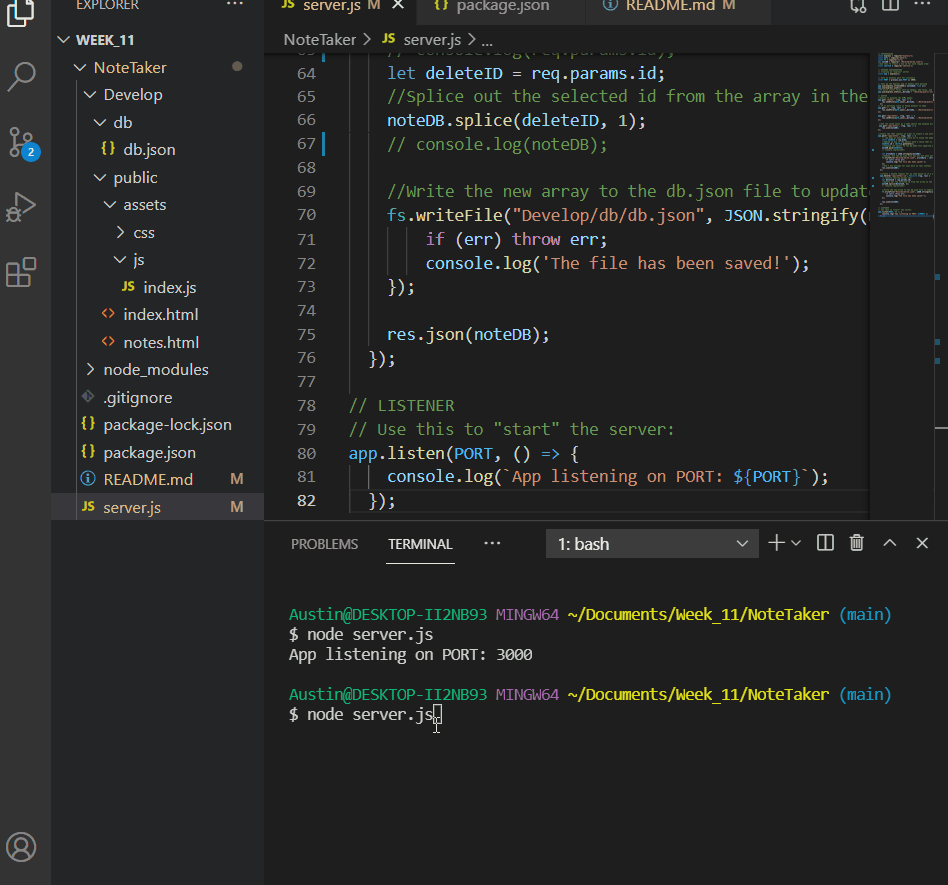 EXPLORER ...
JS server.js M × {} package.json ⓘ README.md M ...
WEEK_11
NoteTaker
Develop
db
{} db.json
public
assets
css
js
JS index.js
<> index.html
<> notes.html
node_modules
.gitignore
{} package-lock.json
{} package.json
ⓘ README.md M
JS server.js M
2
NoteTaker > JS server.js > ...
// console.log(req.params.id);
64 let deleteID = req.params.id;
65 //Splice out the selected id from the array in the
66 noteDB.splice(deleteID, 1);
67 // console.log(noteDB);
68
69 //Write the new array to the db.json file to updat
70 fs.writeFile("Develop/db/db.json", JSON.stringify(
71 if (err) throw err;
72 console.log('The file has been saved!');
73 });
74
75 res.json(noteDB);
76 });
77
78 // LISTENER
79 // Use this to "start" the server:
80 app.listen(PORT, () => {
81 console.log(`App listening on PORT: ${PORT}`);
82 });
PROBLEMS TERMINAL ... 1: bash
Austin@DESKTOP-II2NB93 MINGW64 ~/Documents/Week_11/NoteTaker (main)
$ node server.js
App listening on PORT: 3000
Austin@DESKTOP-II2NB93 MINGW64 ~/Documents/Week_11/NoteTaker (main)
$ node server.js